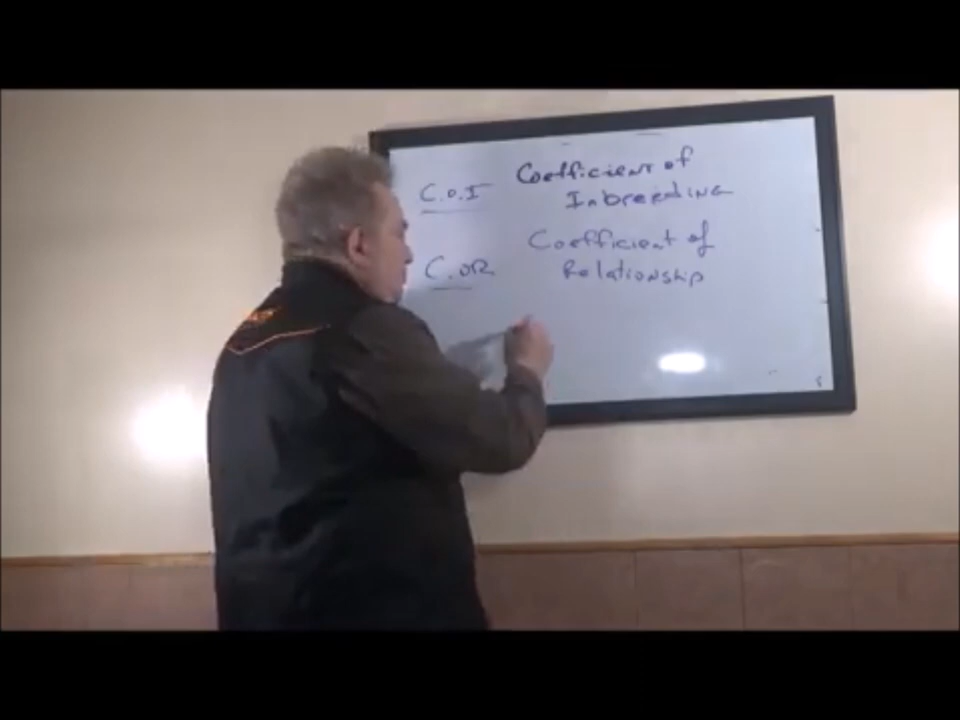 C.O.I Coefficient of
Inbreeding
C.OR Coefficient of
Relationship